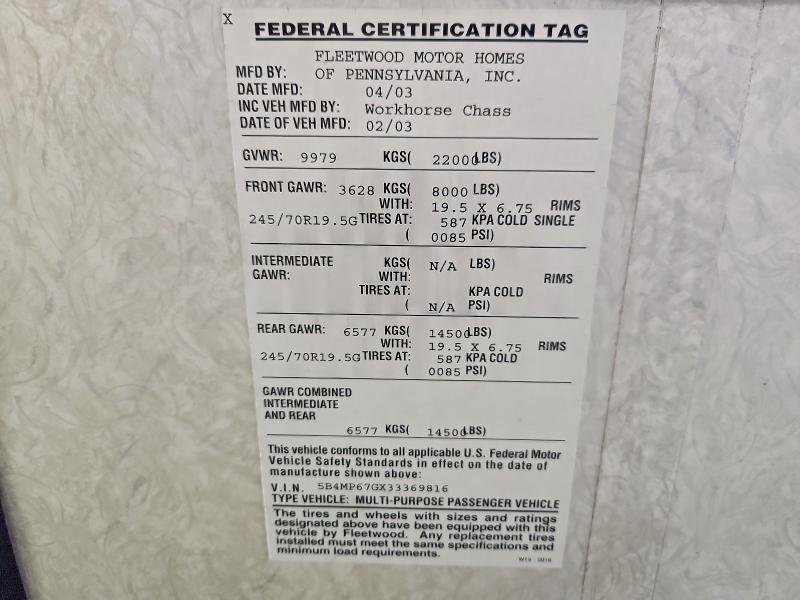 X
FEDERAL CERTIFICATION TAG
FLEETWOOD MOTOR HOMES
MFD BY: OF PENNSYLVANIA, INC.
DATE MFD: 04/03
INC VEH MFD BY: Workhorse Chass
DATE OF VEH MFD: 02/03
GVWR: 9979 KGS( 22000LBS)
FRONT GAWR: 3628 KGS( 8000 LBS)
WITH: 19.5 X 6.75 RIMS
245/70R19.5G TIRES AT: 587 KPA COLD SINGLE
( 0085 PSI)
INTERMEDIATE KGS( N/A LBS)
GAWR: WITH: RIMS
TIRES AT: KPA COLD
( N/A PSI)
REAR GAWR: 6577 KGS( 14500LBS)
WITH: 19.5 X 6.75 RIMS
245/70R19.5G TIRES AT: 587 KPA COLD
( 0085 PSI)
GAWR COMBINED
INTERMEDIATE
AND REAR
6577 KGS( 14500LBS)
This vehicle conforms to all applicable U.S. Federal Motor
Vehicle Safety Standards in effect on the date of
manufacture shown above:
V.I.N. 5B4MP67GX33369816
TYPE VEHICLE: MULTI-PURPOSE PASSENGER VEHICLE
The tires and wheels with sizes and ratings
designated above have been equipped with this
vehicle by Fleetwood. Any replacement tires
installed must meet the same specifications and
minimum load requirements.